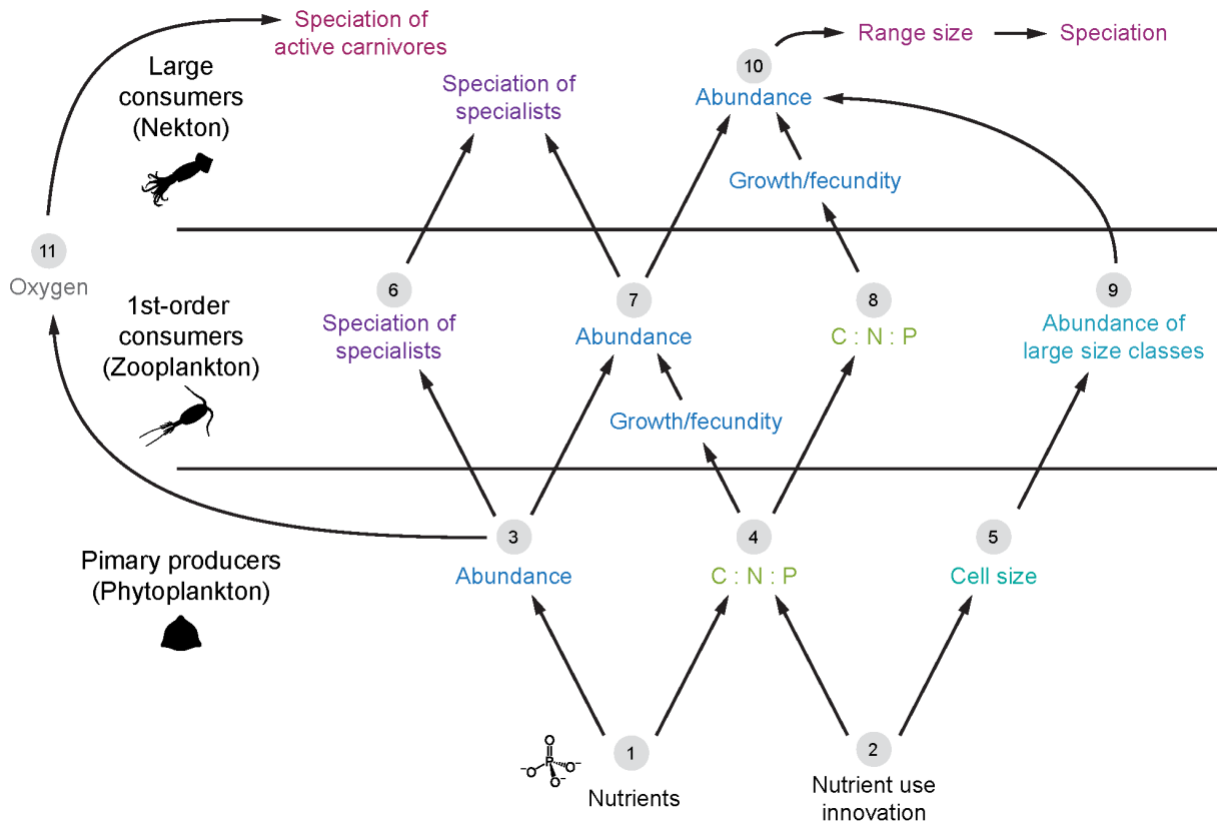 Speciation of
active carnivores
Range size
Speciation
10
Large
consumers
(Nekton)
Speciation of
specialists
Abundance
Growth/fecundity
11
Oxygen
6
7
8
9
1st-order
consumers
(Zooplankton)
Speciation of
specialists
Abundance
C : N : P
Abundance of
large size classes
Growth/fecundity
3
4
5
Pimary producers
(Phytoplankton)
Abundance
C : N : P
Cell size
1
2
O
P
⁻O
O⁻
O⁻
Nutrients
Nutrient use
innovation